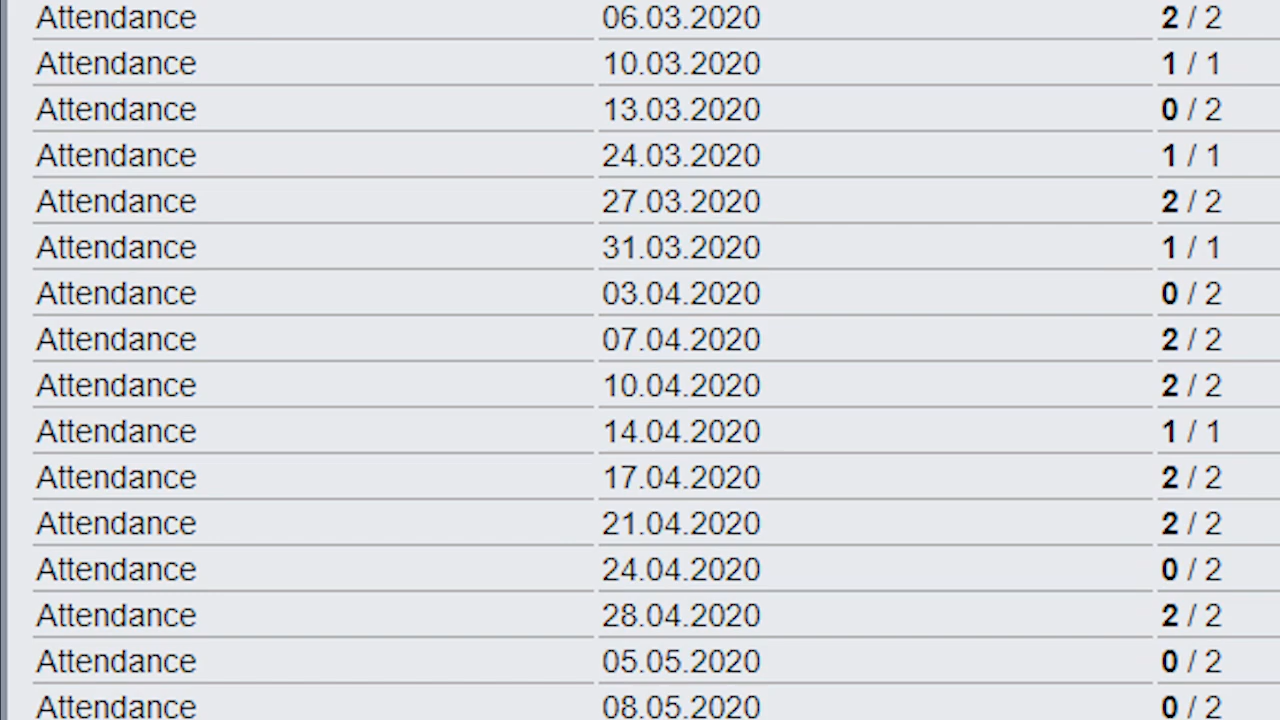 Attendance 06.03.2020 2 / 2
Attendance 10.03.2020 1 / 1
Attendance 13.03.2020 0 / 2
Attendance 24.03.2020 1 / 1
Attendance 27.03.2020 2 / 2
Attendance 31.03.2020 1 / 1
Attendance 03.04.2020 0 / 2
Attendance 07.04.2020 2 / 2
Attendance 10.04.2020 2 / 2
Attendance 14.04.2020 1 / 1
Attendance 17.04.2020 2 / 2
Attendance 21.04.2020 2 / 2
Attendance 24.04.2020 0 / 2
Attendance 28.04.2020 2 / 2
Attendance 05.05.2020 0 / 2
Attendance 08.05.2020 0 / 2